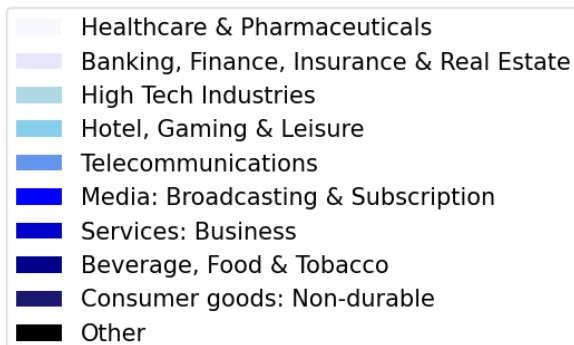 Healthcare & Pharmaceuticals
Banking, Finance, Insurance & Real Estate
High Tech Industries
Hotel, Gaming & Leisure
Telecommunications
Media: Broadcasting & Subscription
Services: Business
Beverage, Food & Tobacco
Consumer goods: Non-durable
Other